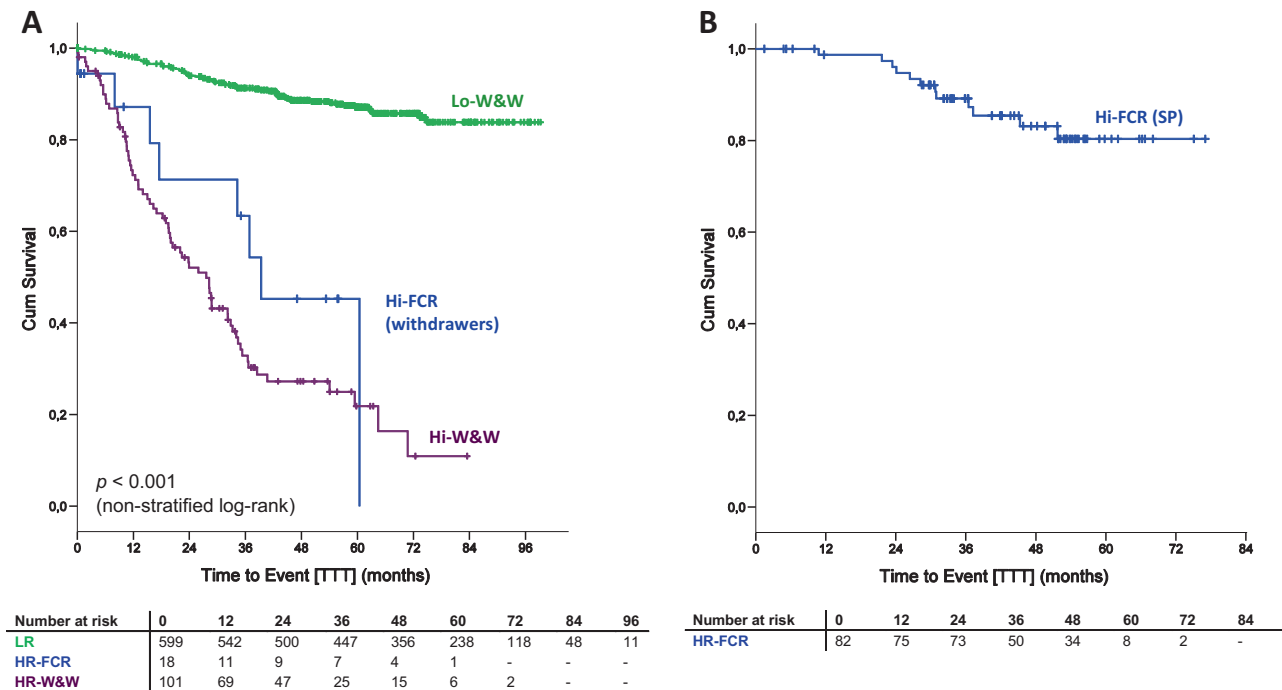 A
1,0
0,8
0,6
0,4
0,2
0,0
Cum Survival
Lo-W&W
Hi-FCR
(withdrawers)
Hi-W&W
p < 0.001
(non-stratified log-rank)
0 12 24 36 48 60 72 84 96
Time to Event [TTT] (months)
Number at risk 0 12 24 36 48 60 72 84 96
LR 599 542 500 447 356 238 118 48 11
HR-FCR 18 11 9 7 4 1 - - -
HR-W&W 101 69 47 25 15 6 2 - -
B
1,0
0,8
0,6
0,4
0,2
0,0
Cum Survival
Hi-FCR (SP)
0 12 24 36 48 60 72 84
Time to Event [TTT] (months)
Number at risk 0 12 24 36 48 60 72 84
HR-FCR 82 75 73 50 34 8 2 -